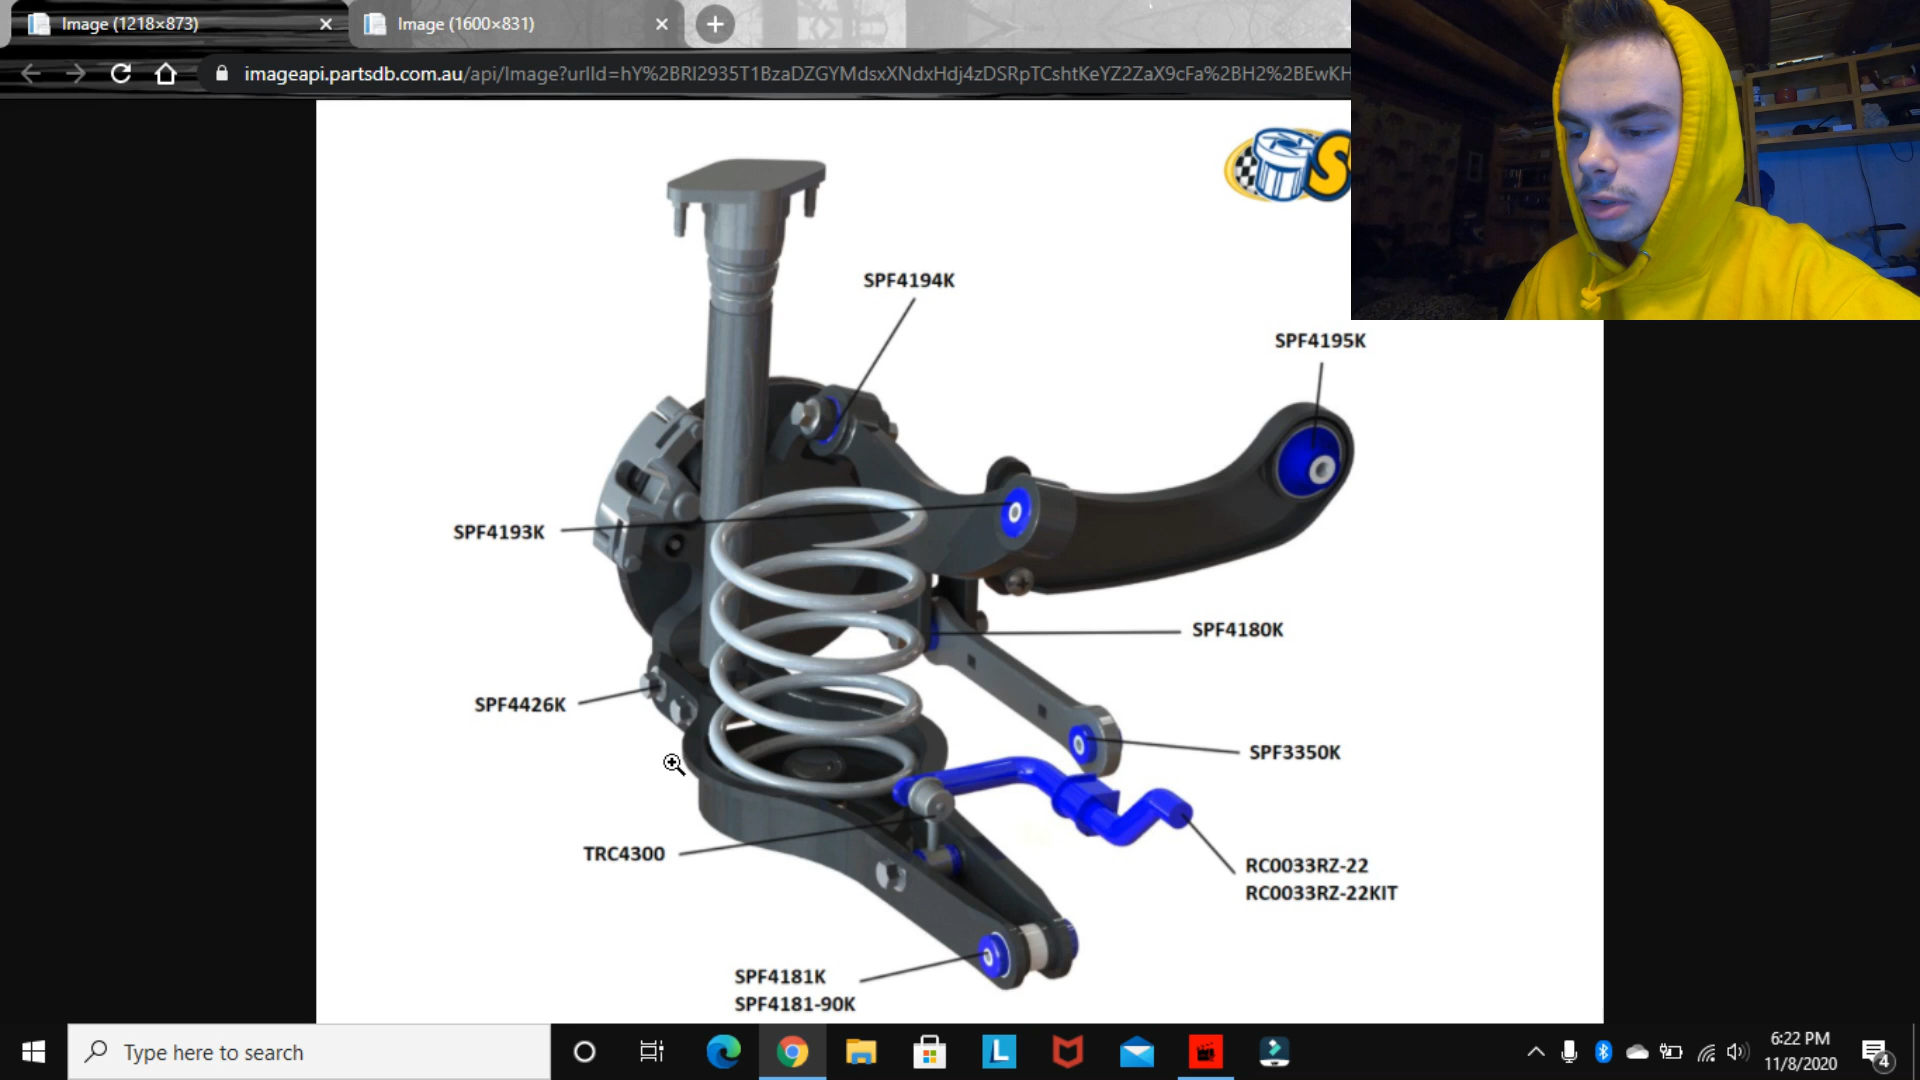 Image (1218×873)
Image (1600×831)
imageapi.partsdb.com.au/api/Image?urlId=hY%2BRI2935T1BzaDZGYMdsxXNdxHdj4zDSRpTCshtKeYZ2ZaX9cFa%2BH2%2BEwKH
S
SPF4194K
SPF4195K
SPF4193K
SPF4180K
SPF4426K
SPF3350K
TRC4300
RC0033RZ-22
RC0033RZ-22KIT
SPF4181K
SPF4181-90K
Type here to search
L
6:22 PM
11/8/2020
4